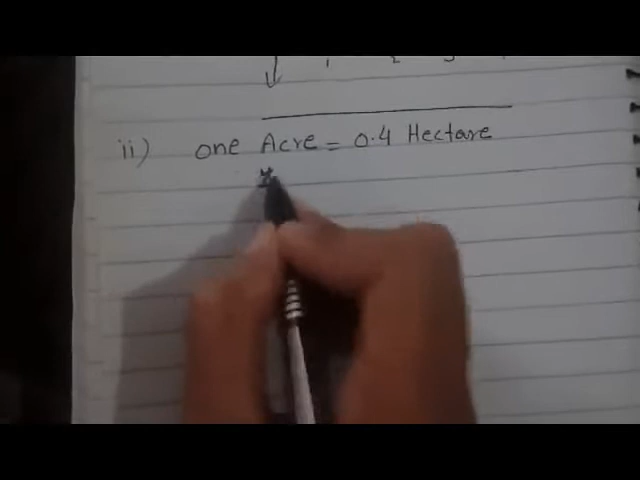 ii) one Acre = 0.4 Hectare